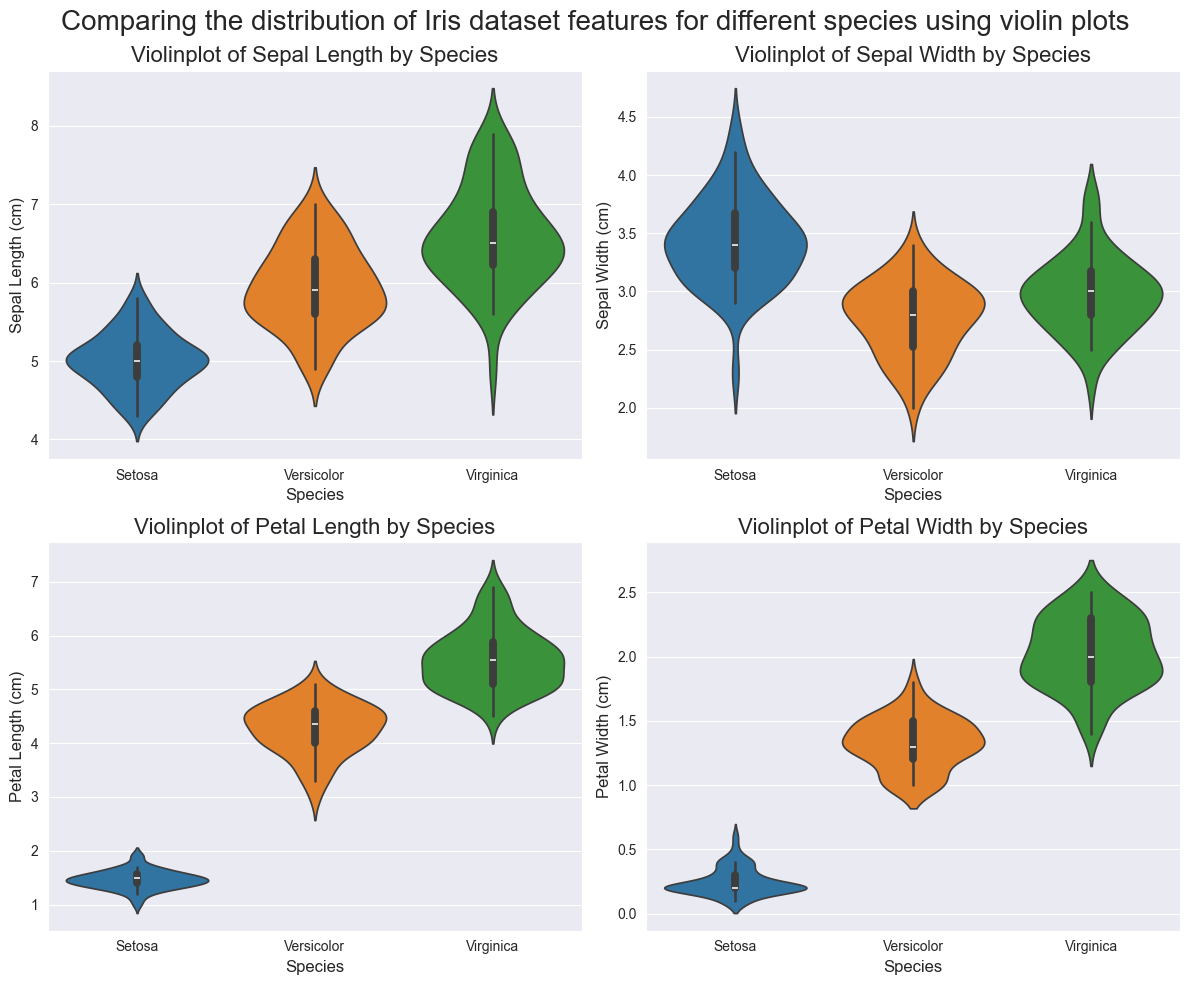 Comparing the distribution of Iris dataset features for different species using violin plots
Violinplot of Sepal Length by Species
Sepal Length (cm)
8
7
6
5
4
Setosa Versicolor Virginica
Species
Violinplot of Sepal Width by Species
Sepal Width (cm)
4.5
4.0
3.5
3.0
2.5
2.0
Setosa Versicolor Virginica
Species
Violinplot of Petal Length by Species
Petal Length (cm)
7
6
5
4
3
2
1
Setosa Versicolor Virginica
Species
Violinplot of Petal Width by Species
Petal Width (cm)
2.5
2.0
1.5
1.0
0.5
0.0
Setosa Versicolor Virginica
Species